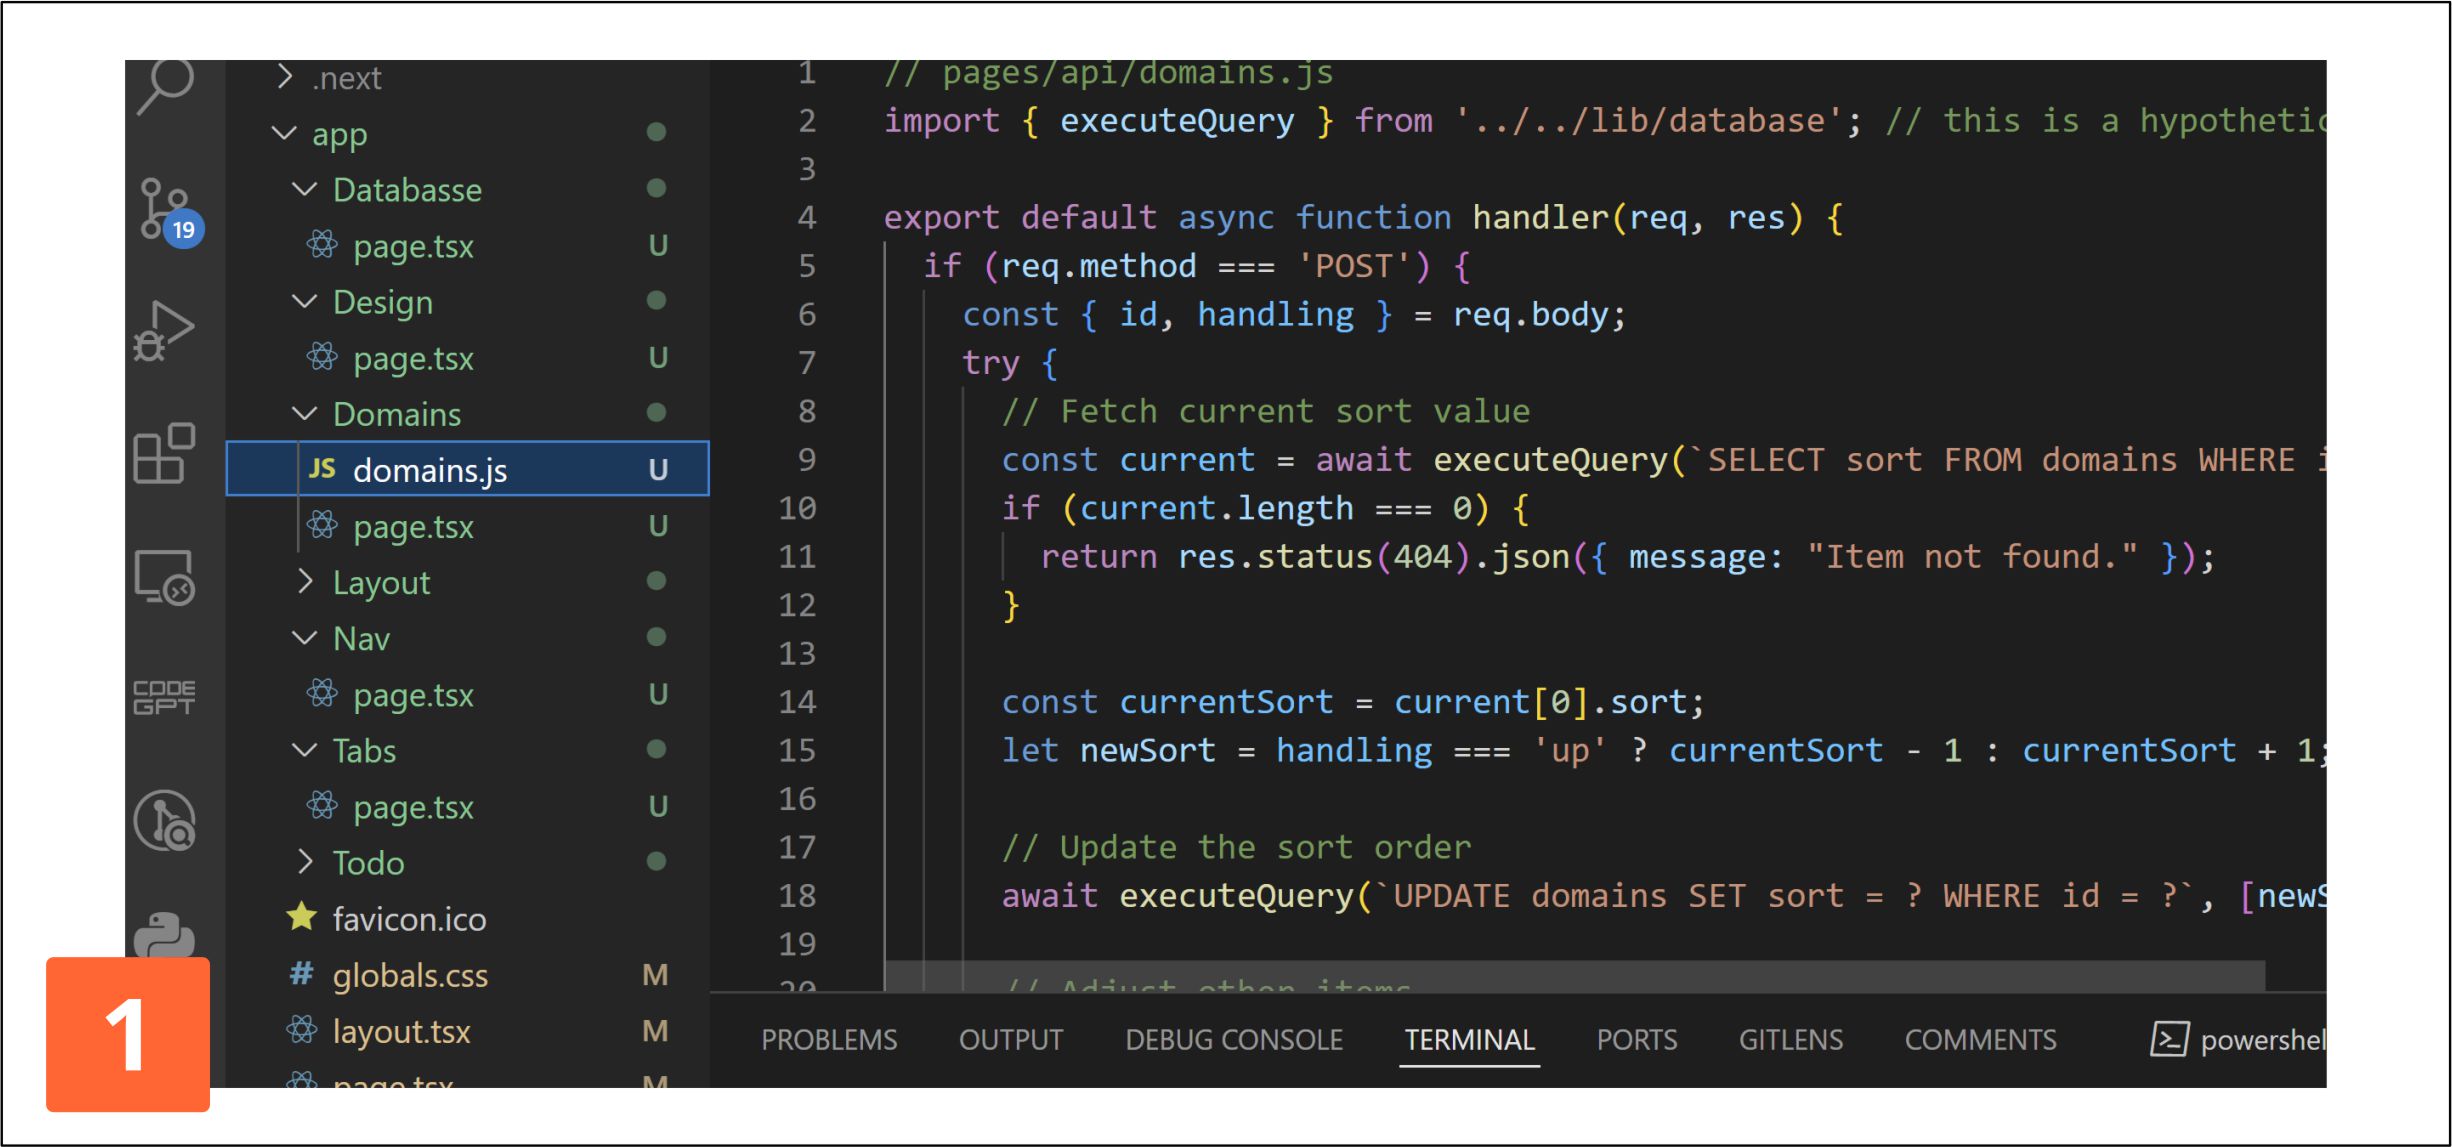 .next
app
Databasse
page.tsx U
Design
page.tsx U
Domains
JS domains.js U
page.tsx U
Layout
Nav
page.tsx U
Tabs
page.tsx U
Todo
favicon.ico
# globals.css M
layout.tsx M
page.tsx M
19
CODE
GPT
1
1 // pages/api/domains.js
2 import { executeQuery } from '../../lib/database'; // this is a
3
4 export default async function handler(req, res) {
5 if (req.method === 'POST') {
6 const { id, handling } = req.body;
7 try {
8 // Fetch current sort value
9 const current = await executeQuery(`SELECT sort FROM domains WHERE
10 if (current.length === 0) {
11 return res.status(404).json({ message: "Item not found." });
12 }
13
14 const currentSort = current[0].sort;
15 let newSort = handling === 'up' ? currentSort - 1 : currentSort + 1;
16
17 // Update the sort order
18 await executeQuery(`UPDATE domains SET sort = ? WHERE id = ?`, [newS
19
20 // Adjust other items
PROBLEMS OUTPUT DEBUG CONSOLE TERMINAL PORTS GITLENS COMMENTS powershel